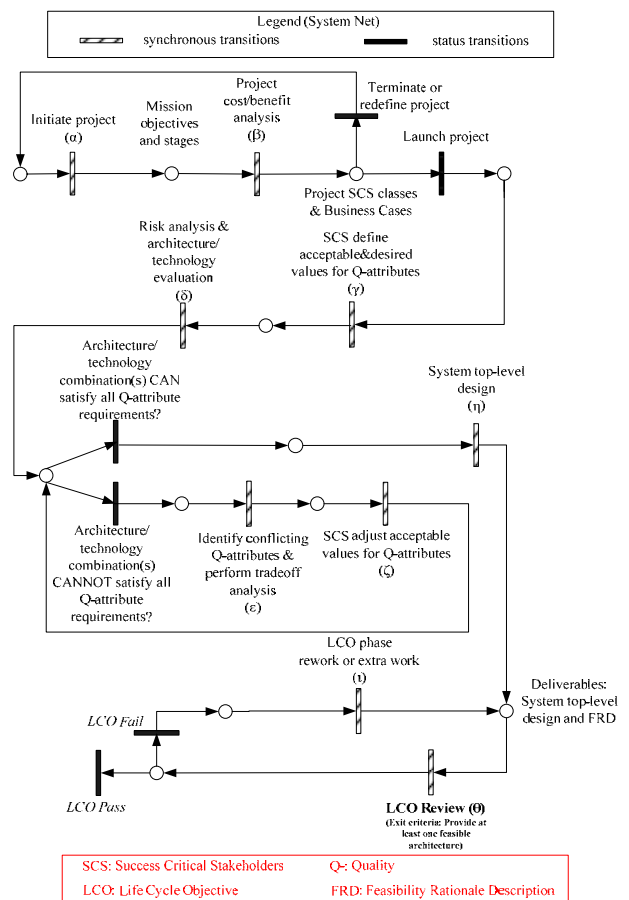 Legend (System Net)
synchronous transitions
status transitions
Initiate project
(α)
Mission
objectives
and stages
Project
cost/benefit
analysis
(β)
Terminate or
redefine project
Launch project
Project SCS classes
& Business Cases
Risk analysis &
architecture/
technology
evaluation
(δ)
SCS define
acceptable&desired
values for Q-attributes
(γ)
Architecture/
technology
combination(s) CAN
satisfy all Q-attribute
requirements?
System top-level
design
(η)
Architecture/
technology
combination(s)
CANNOT satisfy all
Q-attribute
requirements?
Identify conflicting
Q-attributes &
perform tradeoff
analysis
(ε)
SCS adjust acceptable
values for Q-attributes
(ζ)
LCO phase
rework or extra work
(ι)
Deliverables:
System top-level
design and FRD
LCO Fail
LCO Pass
LCO Review (Θ)
(Exit criteria: Provide at
least one feasible
architecture)
SCS: Success Critical Stakeholders
Q-: Quality
LCO: Life Cycle Objective
FRD: Feasibility Rationale Description